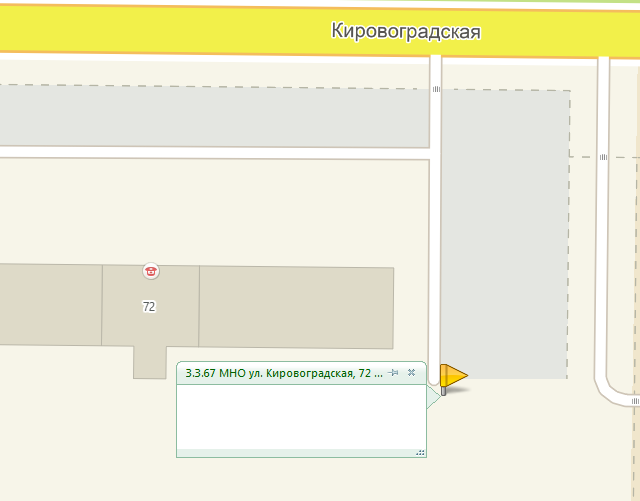 Кировоградская
72
3.3.67 МНО ул. Кировоградская, 72 ...